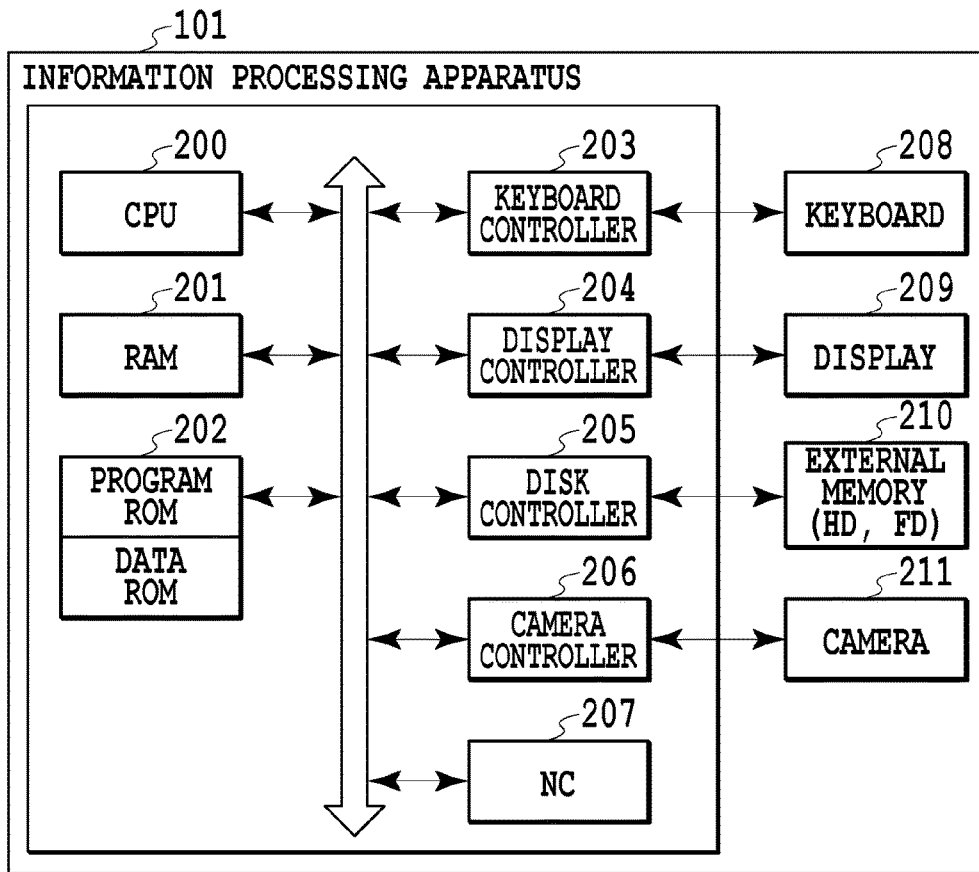 101
INFORMATION PROCESSING APPARATUS
200
CPU
201
RAM
202
PROGRAM
ROM
DATA
ROM
203
KEYBOARD
CONTROLLER
204
DISPLAY
CONTROLLER
205
DISK
CONTROLLER
206
CAMERA
CONTROLLER
207
NC
208
KEYBOARD
209
DISPLAY
210
EXTERNAL
MEMORY
(HD, FD)
211
CAMERA